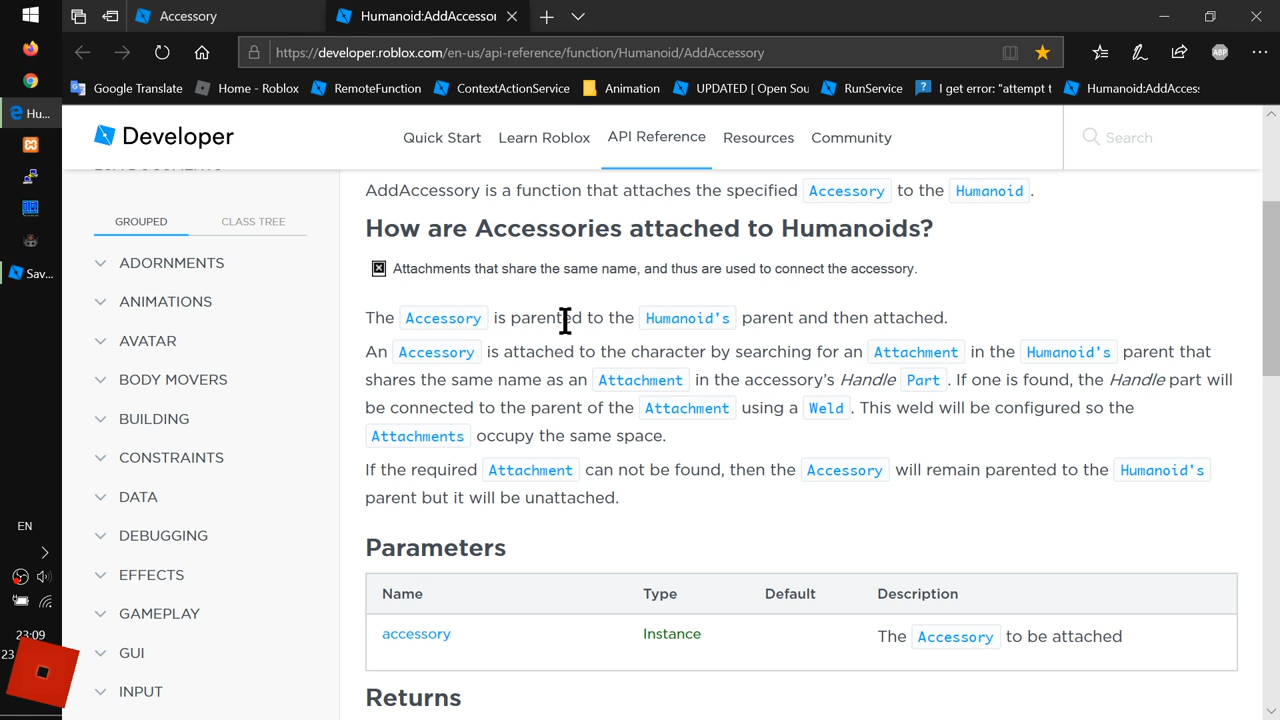 Accessory
Humanoid:AddAccessor
https://developer.roblox.com/en-us/api-reference/function/Humanoid/AddAccessory
ABP
Google Translate
Home - Roblox
RemoteFunction
ContextActionService
Animation
UPDATED [ Open Sou
RunService
I get error: "attempt t
Humanoid:AddAccess
Hu...
Sav...
EN
23:09
23
Developer
Quick Start
Learn Roblox
API Reference
Resources
Community
Search
GROUPED
CLASS TREE
ADORNMENTS
ANIMATIONS
AVATAR
BODY MOVERS
BUILDING
CONSTRAINTS
DATA
DEBUGGING
EFFECTS
GAMEPLAY
GUI
INPUT
AddAccessory is a function that attaches the specified Accessory to the Humanoid.
How are Accessories attached to Humanoids?
Attachments that share the same name, and thus are used to connect the accessory.
The Accessory is parented to the Humanoid's parent and then attached.
An Accessory is attached to the character by searching for an Attachment in the Humanoid's parent that
shares the same name as an Attachment in the accessory's Handle Part. If one is found, the Handle part will
be connected to the parent of the Attachment using a Weld. This weld will be configured so the
Attachments occupy the same space.
If the required Attachment can not be found, then the Accessory will remain parented to the Humanoid's
parent but it will be unattached.
Parameters
Name Type Default Description
accessory Instance The Accessory to be attached
Returns